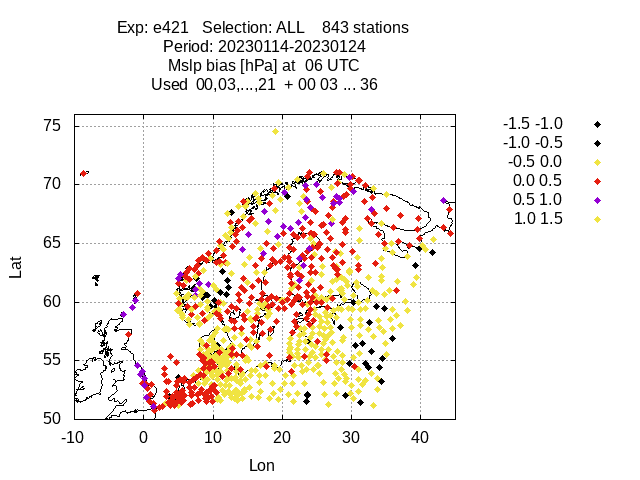 Exp: e421   Selection: ALL    843 stations
Period: 20230114-20230124
Mslp bias [hPa] at  06 UTC
Used  00,03,...,21  + 00 03 ... 36
-1.5 -1.0
-1.0 -0.5
-0.5 0.0
0.0 0.5
0.5 1.0
1.0 1.5
75
70
65
60
55
50
Lat
-10 0 10 20 30 40
Lon